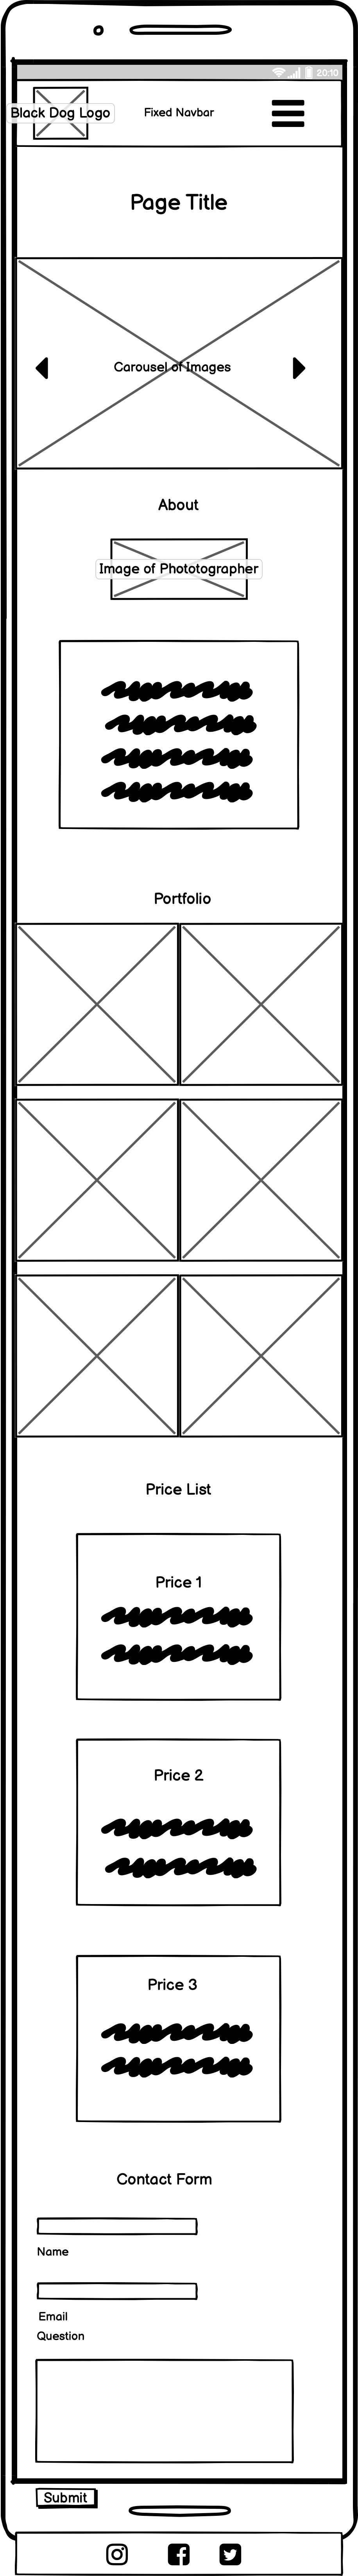 20:10
Black Dog Logo
Fixed Navbar
Page Title
Carousel of Images
About
Image of Phototographer
Portfolio
Price List
Price 1
Price 2
Price 3
Contact Form
Name
Email
Question
Submit